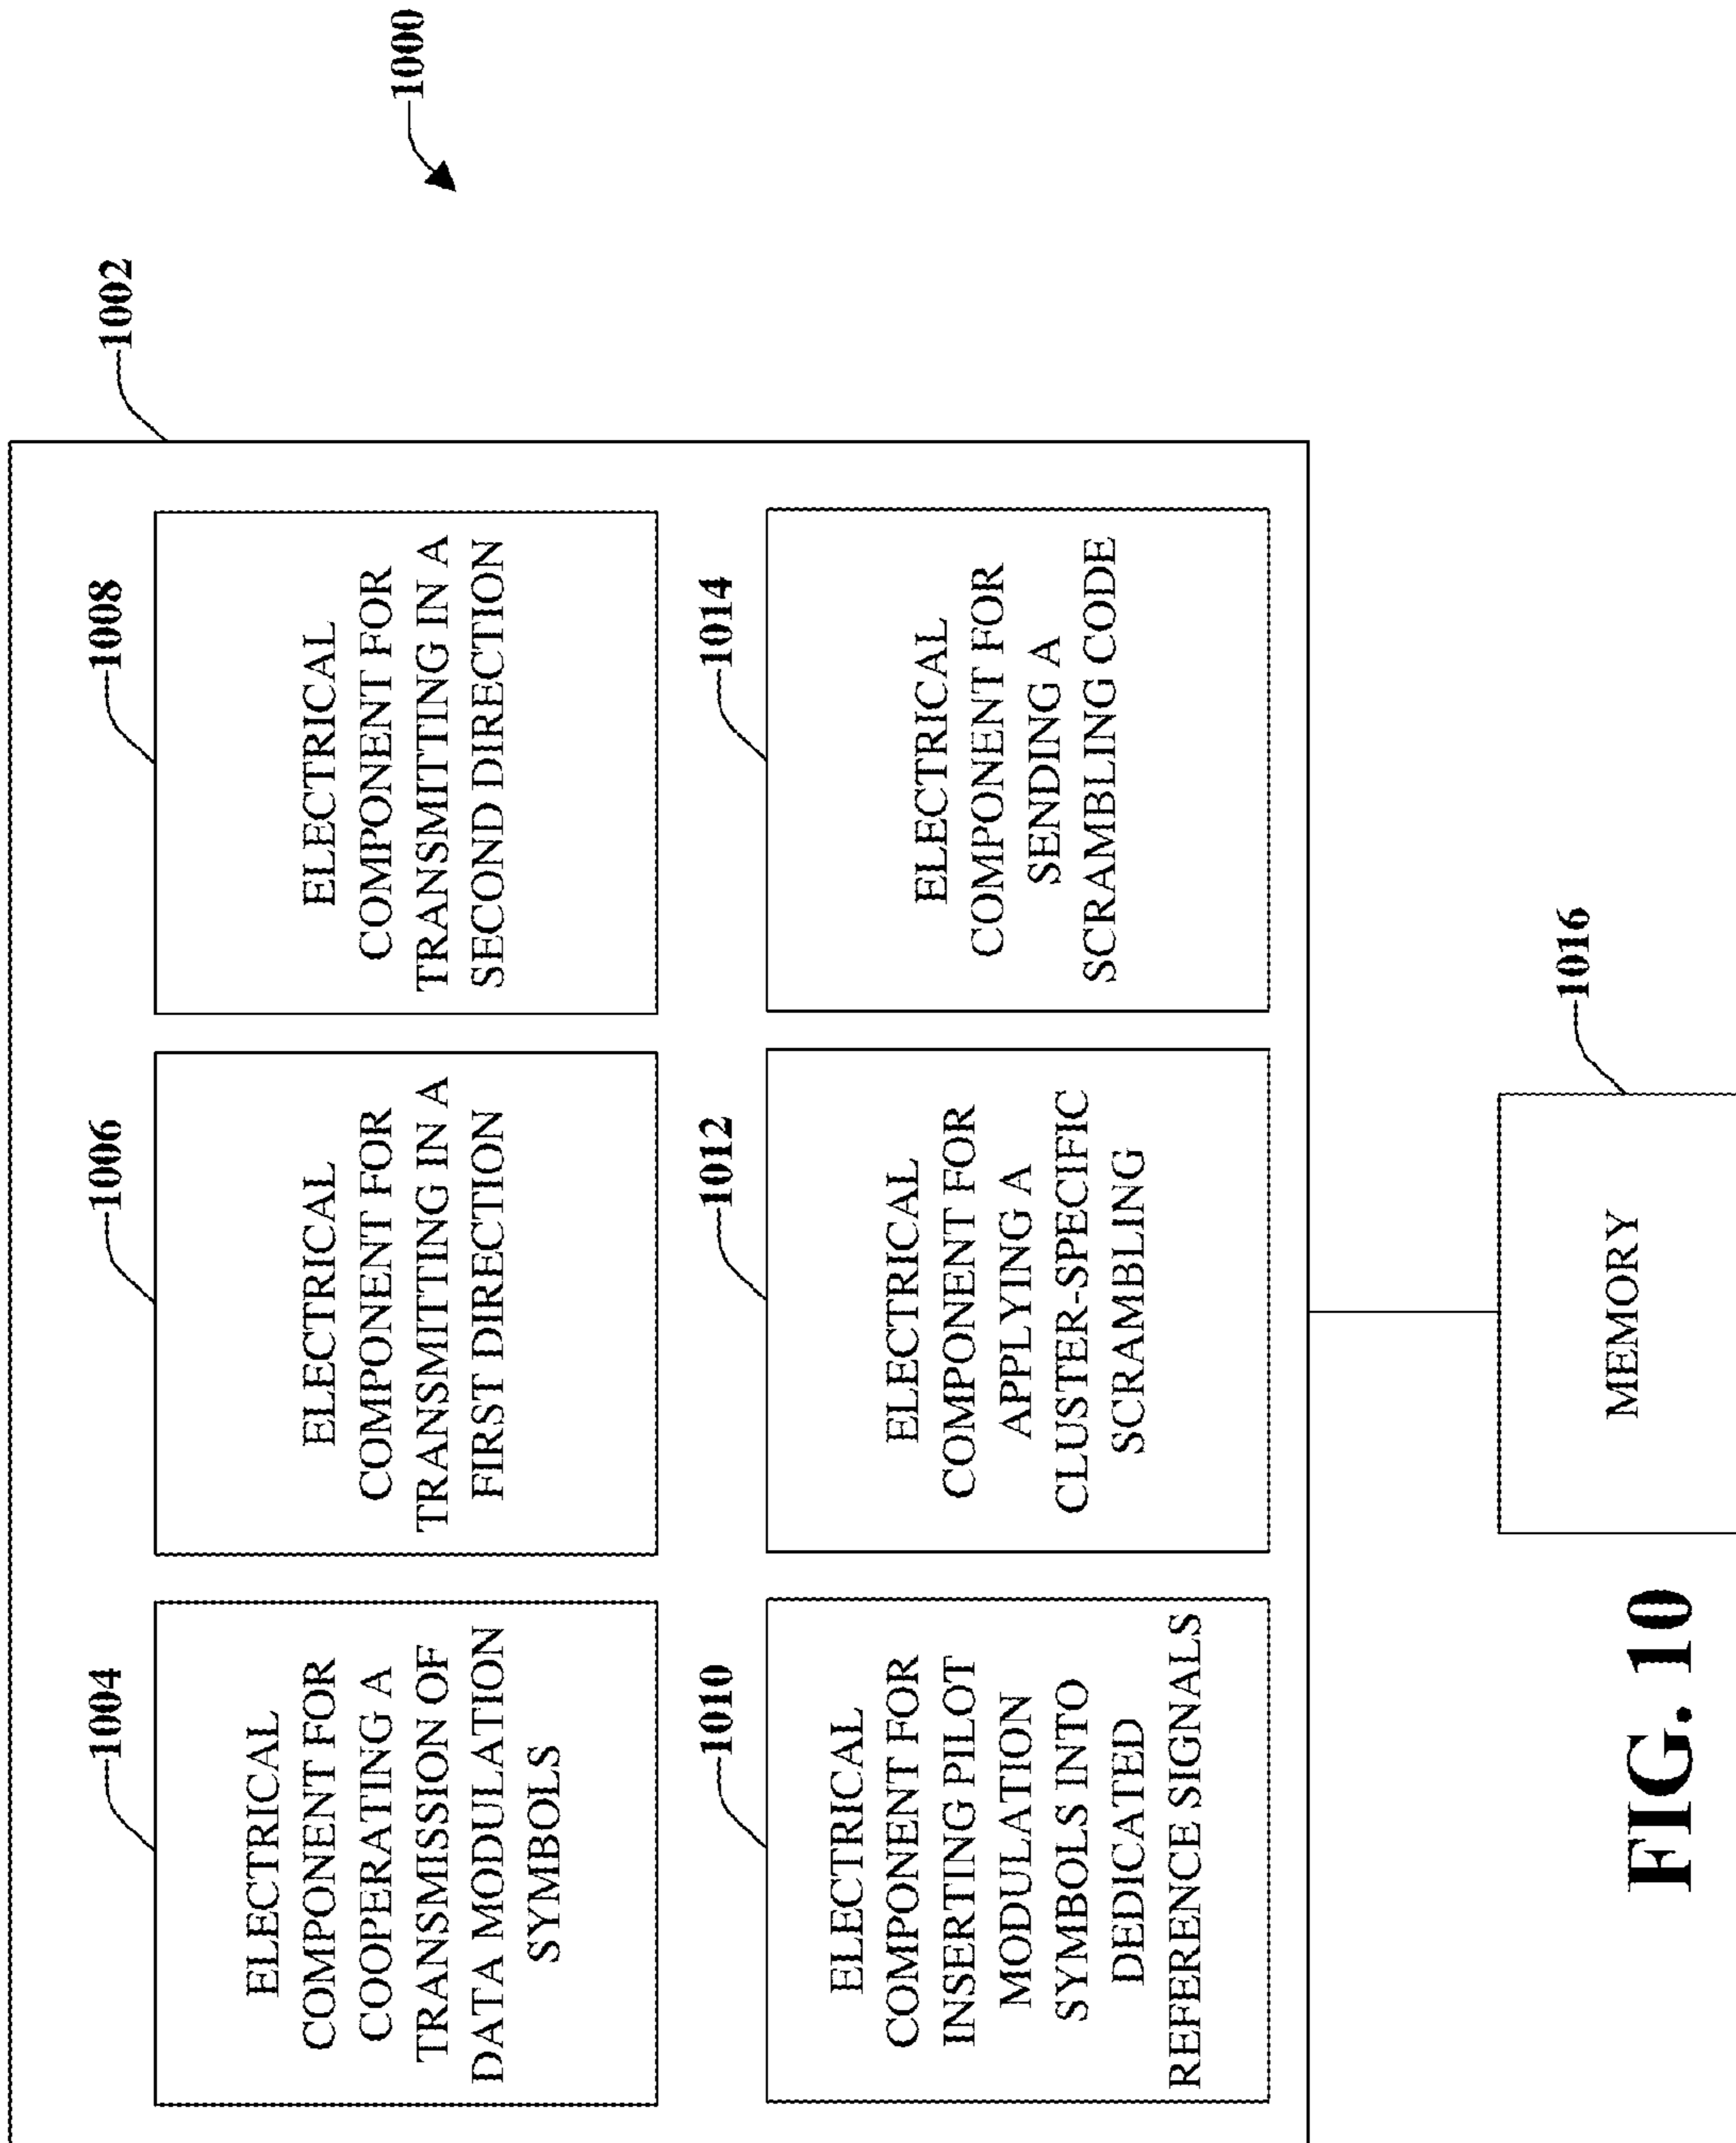 1000
1002
1004
ELECTRICAL
COMPONENT FOR
COOPERATING A
TRANSMISSION OF
DATA MODULATION
SYMBOLS
1006
ELECTRICAL
COMPONENT FOR
TRANSMITTING IN A
FIRST DIRECTION
1008
ELECTRICAL
COMPONENT FOR
TRANSMITTING IN A
SECOND DIRECTION
1010
ELECTRICAL
COMPONENT FOR
INSERTING PILOT
MODULATION
SYMBOLS INTO
DEDICATED
REFERENCE SIGNALS
1012
ELECTRICAL
COMPONENT FOR
APPLYING A
CLUSTER-SPECIFIC
SCRAMBLING
1014
ELECTRICAL
COMPONENT FOR
SENDING A
SCRAMBLING CODE
1016
MEMORY
FIG. 10